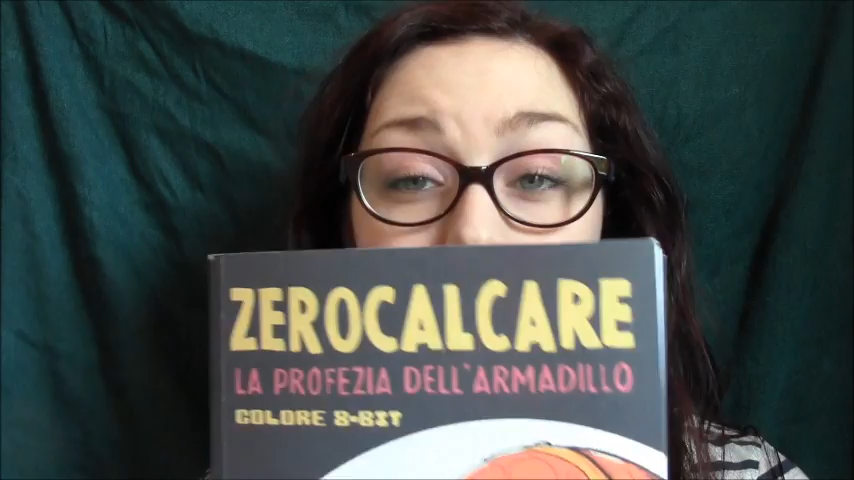 ZEROCALCARE
LA PROFEZIA DELL'ARMADILLO
COLORE 8-BIT